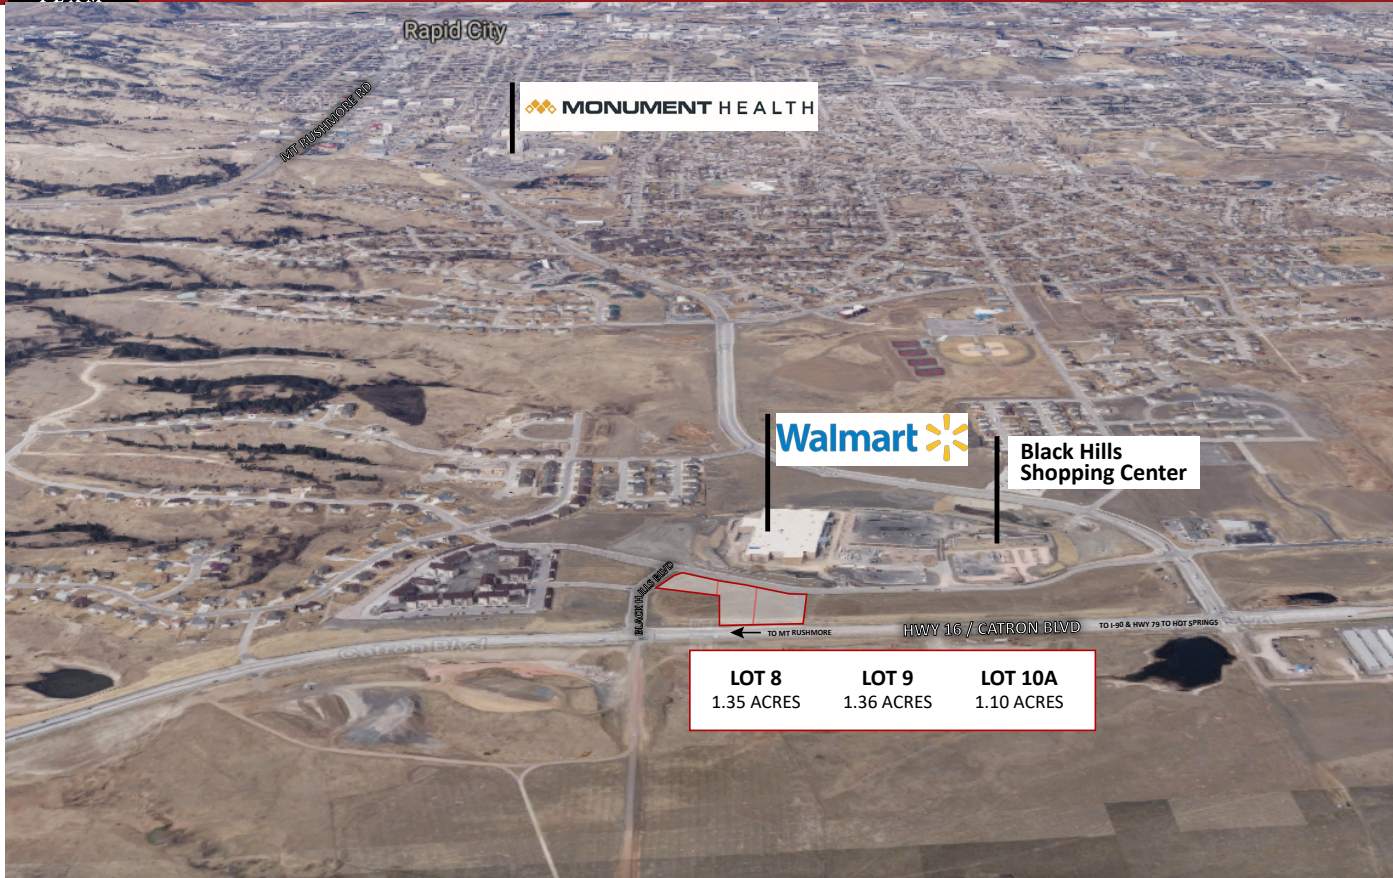 Rapid City
MT RUSHMORE RD
MONUMENT HEALTH
Walmart
Black Hills
Shopping Center
BLACK HILLS BLVD
TO MT RUSHMORE
HWY 16 / CATRON BLVD
TO I-90 & HWY 79 TO HOT SPRINGS
Catron Blvd
LOT 8
1.35 ACRES
LOT 9
1.36 ACRES
LOT 10A
1.10 ACRES